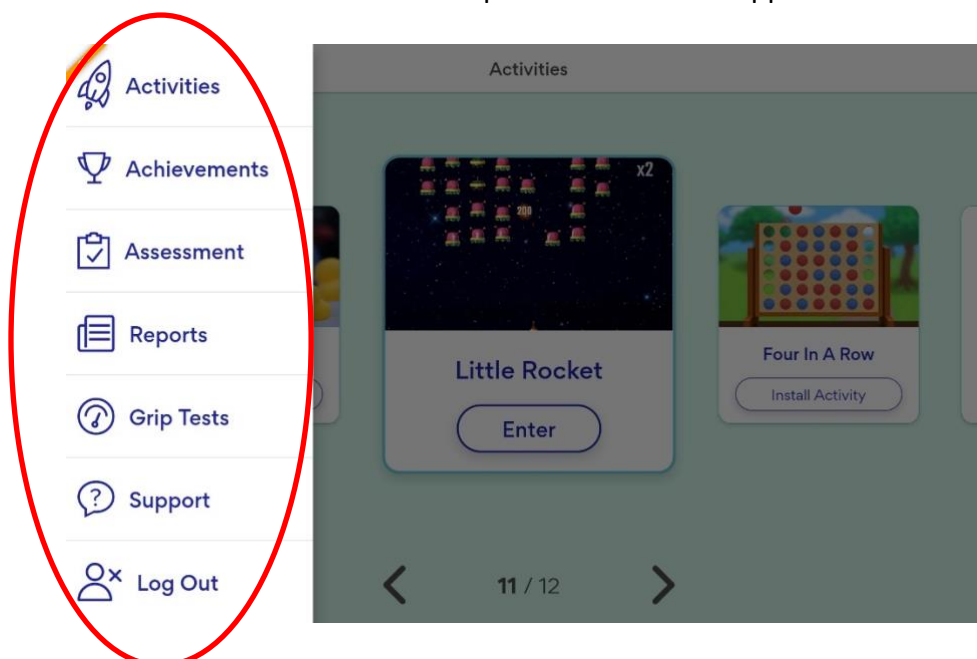 Activities
Activities
Achievements
x2
200
Assessment
Reports
Little Rocket
Four In A Row
Enter
Install Activity
Grip Tests
Support
Log Out
11 / 12